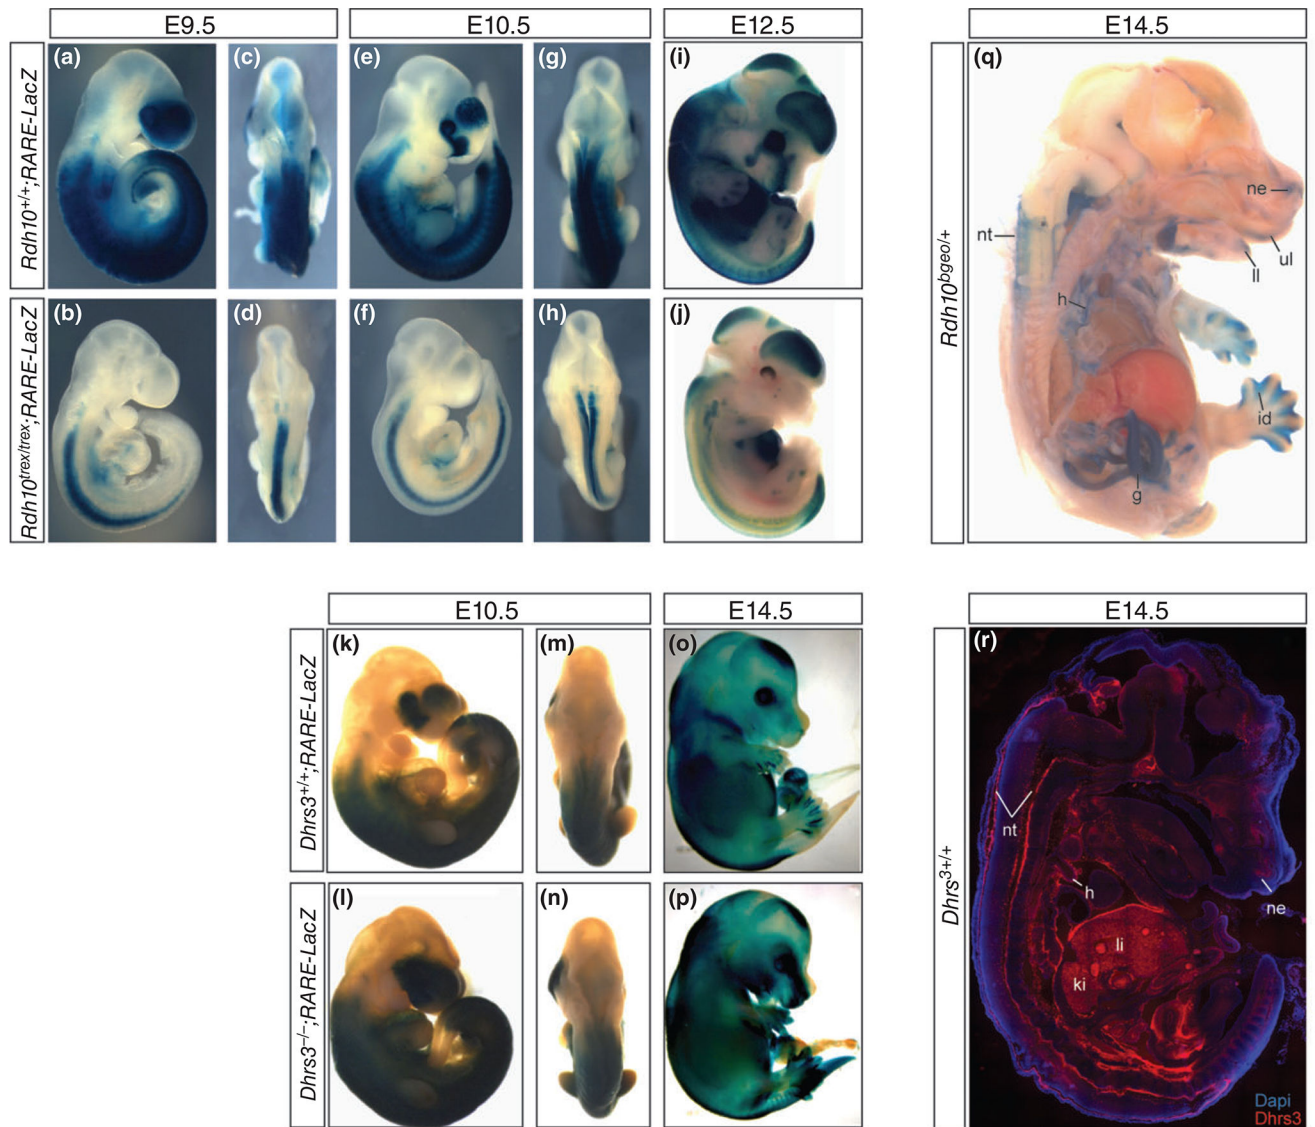 E9.5
E10.5
E12.5
E14.5
Rdh10+/+;RARE-LacZ
(a)
(c)
(e)
(g)
(i)
Rdh10trex/trex;RARE-LacZ
(b)
(d)
(f)
(h)
(j)
Rdh10bgeo/+
(q)
ne
nt
ul
ll
h
id
g
E10.5
E14.5
E14.5
Dhrs3+/+;RARE-LacZ
(k)
(m)
(o)
Dhrs3−/−;RARE-LacZ
(l)
(n)
(p)
Dhrs3+/+
(r)
nt
h
ne
li
ki
Dapi
Dhrs3